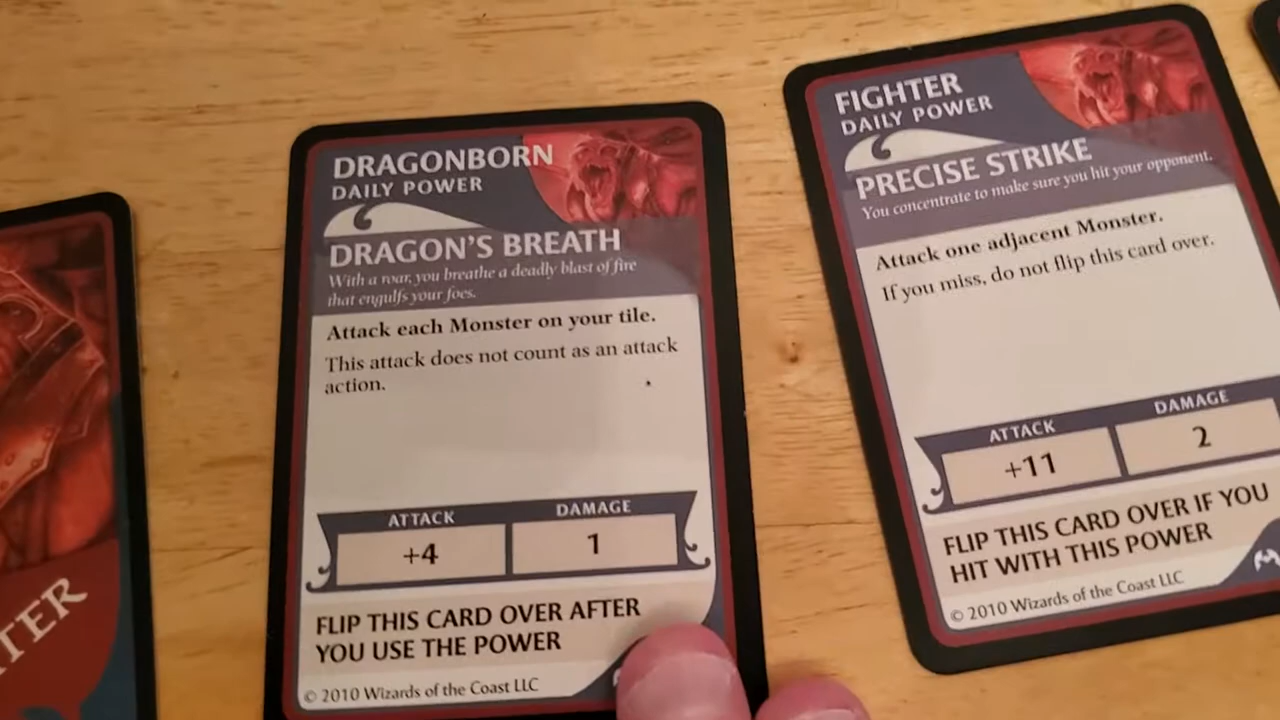 TER
DRAGONBORN
DAILY POWER
DRAGON'S BREATH
With a roar, you breathe a deadly blast of fire
that engulfs your foes.
Attack each Monster on your tile.
This attack does not count as an attack
action.
ATTACK
DAMAGE
+4
1
FLIP THIS CARD OVER AFTER
YOU USE THE POWER
© 2010 Wizards of the Coast LLC
FIGHTER
DAILY POWER
PRECISE STRIKE
You concentrate to make sure you hit your opponent.
Attack one adjacent Monster.
If you miss, do not flip this card over.
ATTACK
DAMAGE
+11
2
FLIP THIS CARD OVER IF YOU
HIT WITH THIS POWER
© 2010 Wizards of the Coast LLC